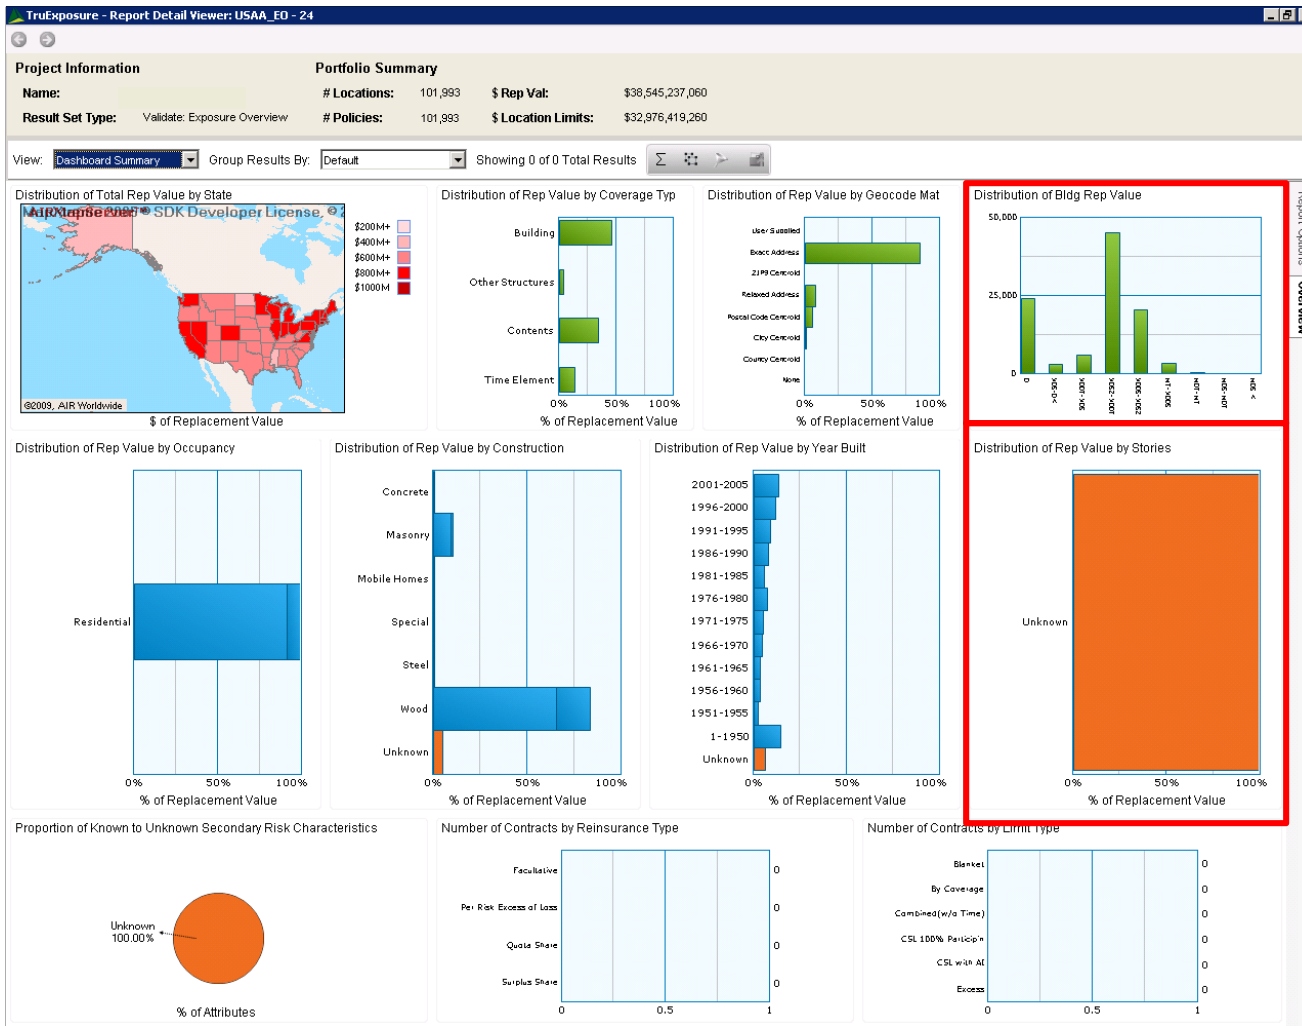 TruExposure - Report Detail Viewer: USAA_EO - 24
Project Information
Portfolio Summary
Name:
# Locations: 101,993 $ Rep Val: $38,545,237,060
Result Set Type: Validate: Exposure Overview # Policies: 101,993 $ Location Limits: $32,976,419,260
View: Dashboard Summary Group Results By: Default Showing 0 of 0 Total Results Σ
Distribution of Total Rep Value by State
SDK Developer License, ©
$200M+
$400M+
$600M+
$800M+
$1000M
©2009, AIR Worldwide
$ of Replacement Value
Distribution of Rep Value by Coverage Typ
Building
Other Structures
Contents
Time Element
0% 50% 100%
% of Replacement Value
Distribution of Rep Value by Geocode Mat
User Supplied
Exact Address
ZIP9 Centroid
Relaxed Address
Postal Code Centroid
City Centroid
County Centroid
None
0% 50% 100%
% of Replacement Value
Distribution of Bldg Rep Value
50,000
25,000
0
Report Options
Distribution of Rep Value by Occupancy
Residential
0% 50% 100%
% of Replacement Value
Distribution of Rep Value by Construction
Concrete
Masonry
Mobile Homes
Special
Steel
Wood
Unknown
0% 50% 100%
% of Replacement Value
Distribution of Rep Value by Year Built
2001-2005
1996-2000
1991-1995
1986-1990
1981-1985
1976-1980
1971-1975
1966-1970
1961-1965
1956-1960
1951-1955
1-1950
Unknown
0% 50% 100%
% of Replacement Value
Distribution of Rep Value by Stories
Unknown
0% 50% 100%
% of Replacement Value
Proportion of Known to Unknown Secondary Risk Characteristics
Unknown
100.00%
% of Attributes
Number of Contracts by Reinsurance Type
Facultative 0
Per Risk Excess of Loss 0
Quota Share 0
Surplus Share 0
0 0.5 1
Number of Contracts by Limit Type
Blanket 0
By Coverage 0
Combined(w/o Time) 0
CSL 100% Particip'n 0
CSL with AI 0
Excess 0
0 0.5 1